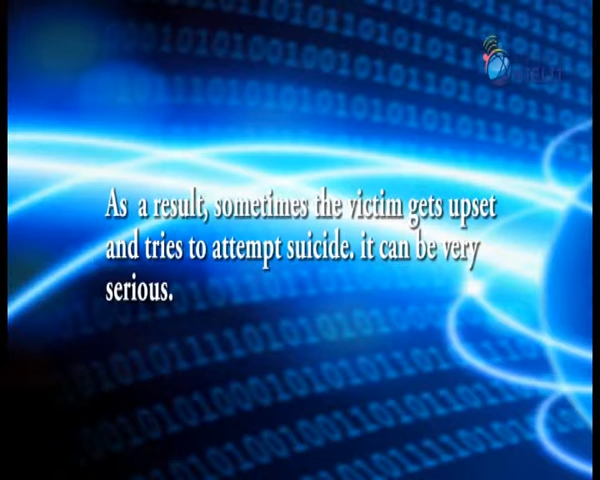 As a result, sometimes the victim gets upset
and tries to attempt suicide. it can be very
serious.